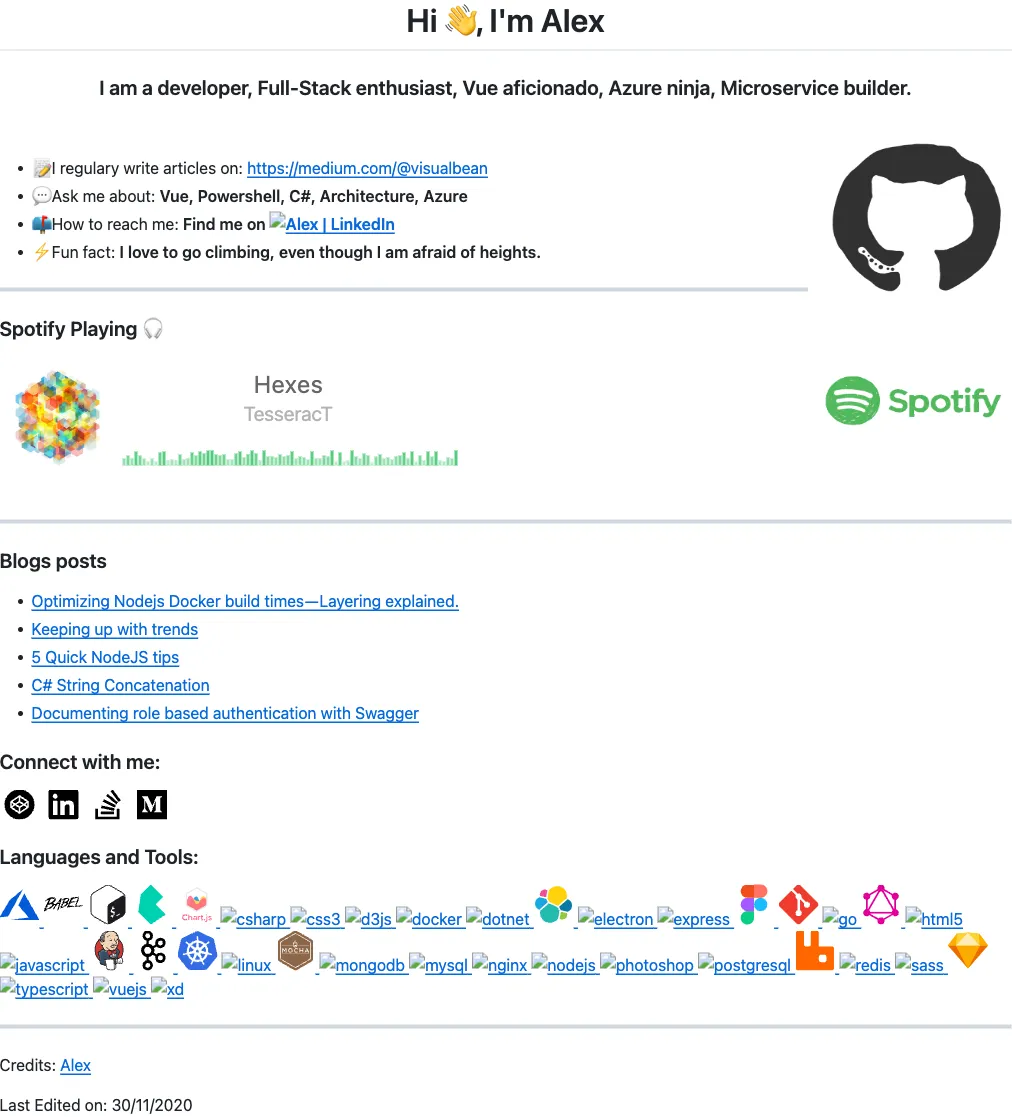 Hi 👋, I'm Alex
I am a developer, Full-Stack enthusiast, Vue aficionado, Azure ninja, Microservice builder.
📝I regulary write articles on: https://medium.com/@visualbean
💬Ask me about: Vue, Powershell, C#, Architecture, Azure
📫How to reach me: Find me on Alex | LinkedIn
⚡Fun fact: I love to go climbing, even though I am afraid of heights.
Spotify Playing 🎧
Hexes
TesseracT
Spotify
Blogs posts
Optimizing Nodejs Docker build times—Layering explained.
Keeping up with trends
5 Quick NodeJS tips
C# String Concatenation
Documenting role based authentication with Swagger
Connect with me:
in M
Languages and Tools:
BABEL Chart.js csharp css3 d3js docker dotnet electron express go html5
javascript linux MOCHA mongodb mysql nginx nodejs photoshop postgresql redis sass
typescript vuejs xd
Credits: Alex
Last Edited on: 30/11/2020